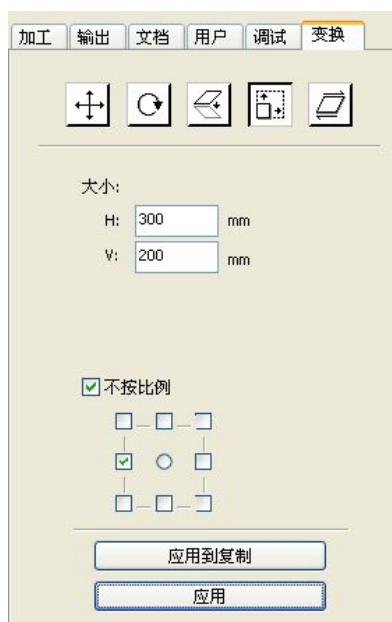 加工 输出 文档 用户 调试 变换
大小:
H: 300 mm
V: 200 mm
不按比例
应用到复制
应用